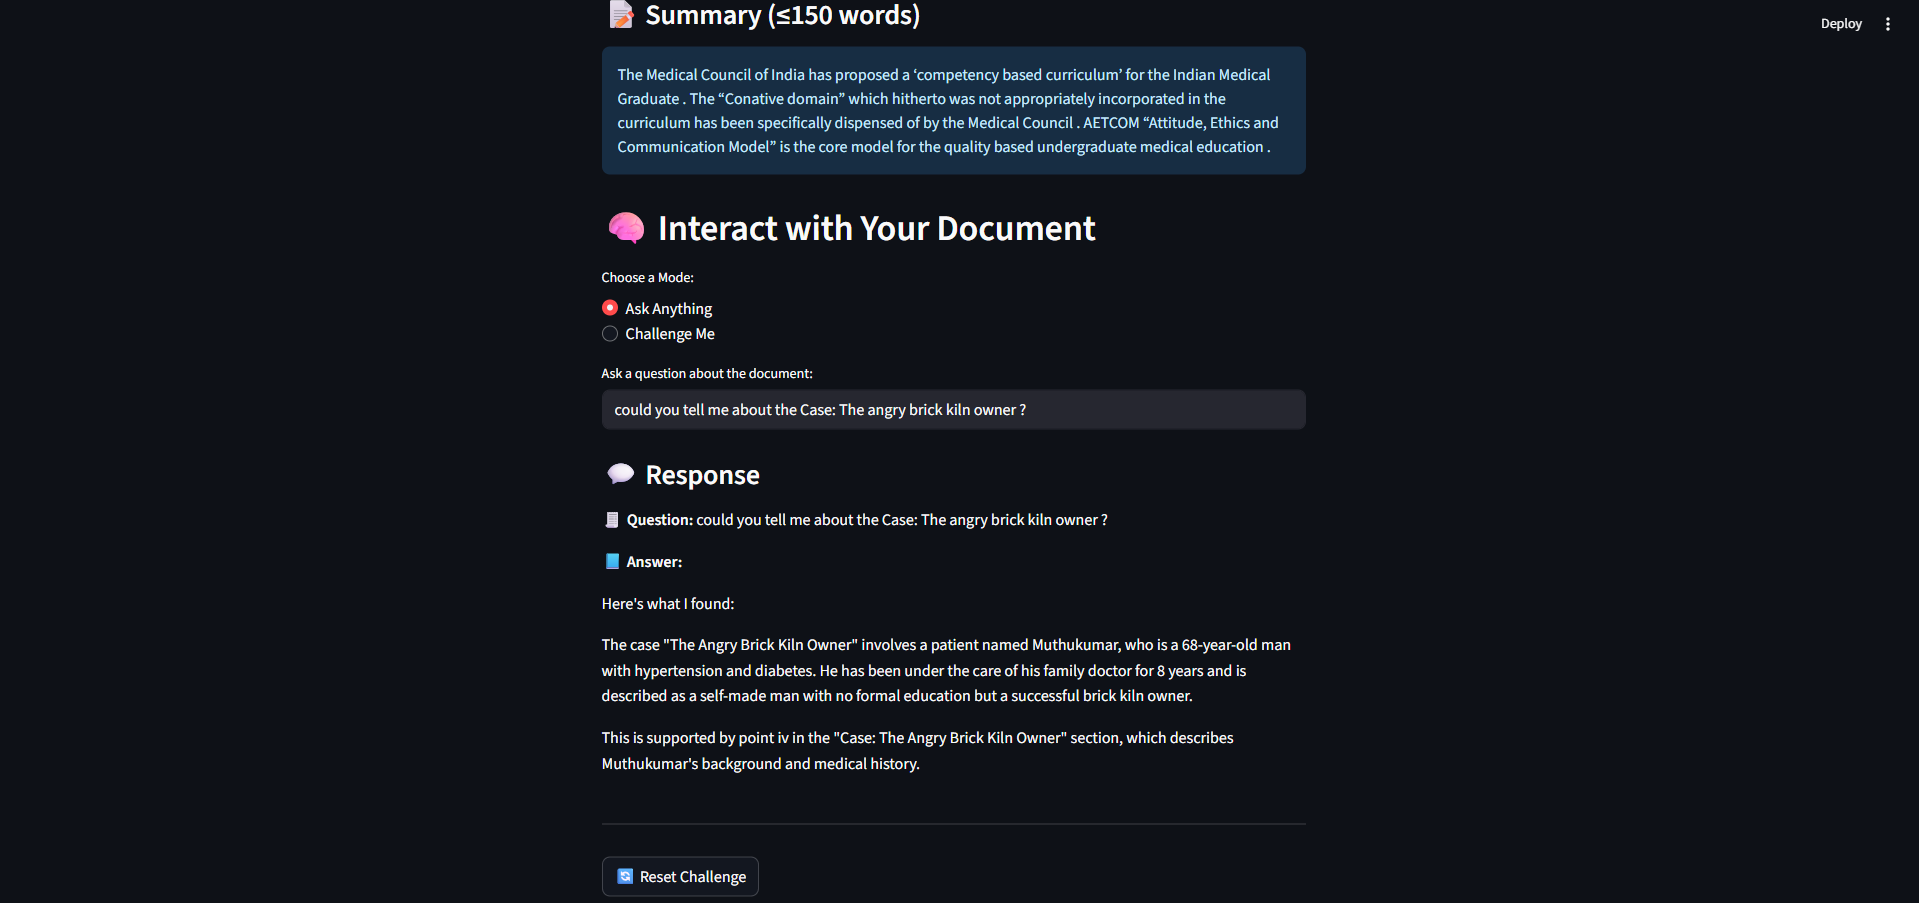 Deploy
Summary (≤150 words)
The Medical Council of India has proposed a ‘competency based curriculum’ for the Indian Medical
Graduate . The “Conative domain” which hitherto was not appropriately incorporated in the
curriculum has been specifically dispensed of by the Medical Council . AETCOM “Attitude, Ethics and
Communication Model” is the core model for the quality based undergraduate medical education .
Interact with Your Document
Choose a Mode:
Ask Anything
Challenge Me
Ask a question about the document:
could you tell me about the Case: The angry brick kiln owner ?
Response
Question: could you tell me about the Case: The angry brick kiln owner ?
Answer:
Here's what I found:
The case "The Angry Brick Kiln Owner" involves a patient named Muthukumar, who is a 68-year-old man
with hypertension and diabetes. He has been under the care of his family doctor for 8 years and is
described as a self-made man with no formal education but a successful brick kiln owner.
This is supported by point iv in the "Case: The Angry Brick Kiln Owner" section, which describes
Muthukumar's background and medical history.
Reset Challenge